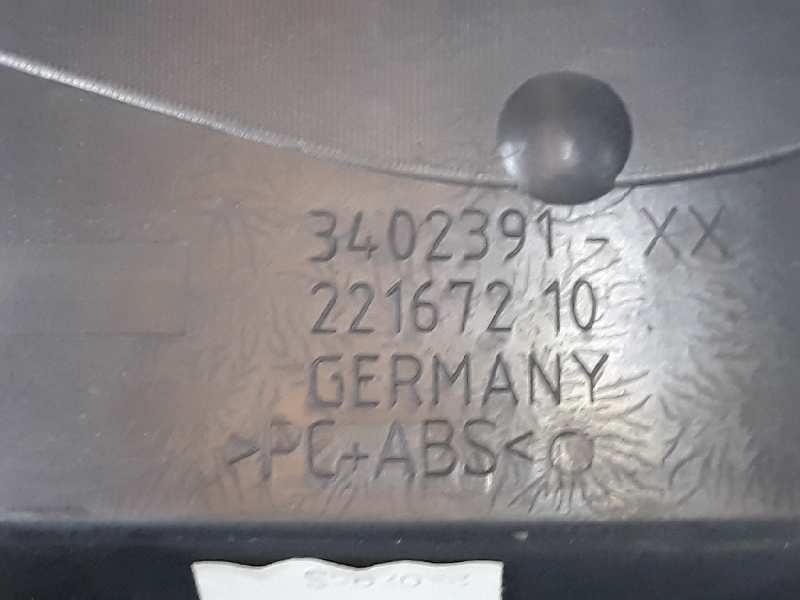 3402391-XX
221672 10
GERMANY
>PC+ABS<